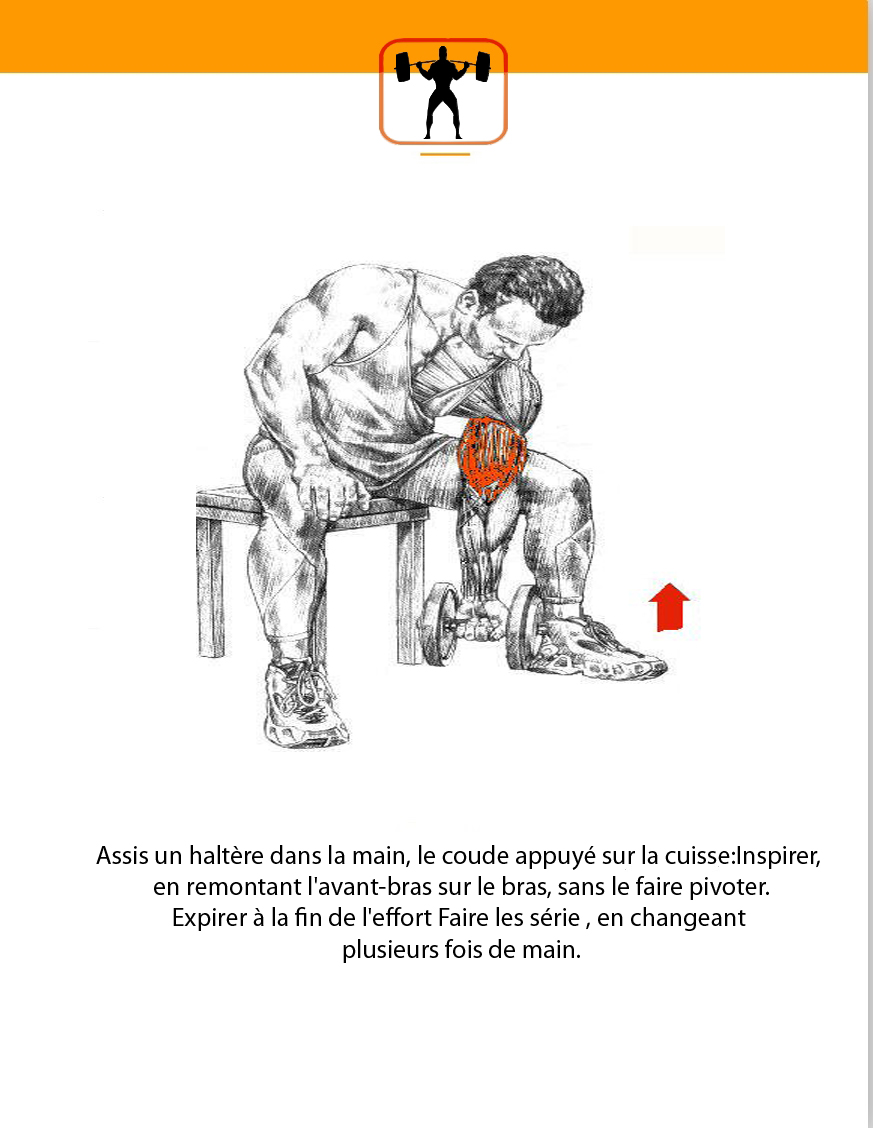 Assis un haltère dans la main, le coude appuyé sur la cuisse:Inspirer,
en remontant l'avant-bras sur le bras, sans le faire pivoter.
Expirer à la fin de l'effort Faire les série , en changeant
plusieurs fois de main.